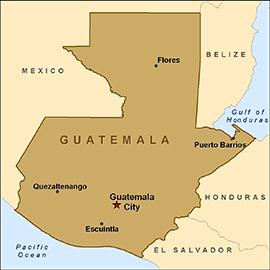 Flores
BELIZE
MEXICO
Gulf of
Honduras
GUATEMALA
Puerto Barrios
Quezaltenango
Guatemala
City
HONDURAS
Escuintla
Pacific
Ocean
EL SALVADOR